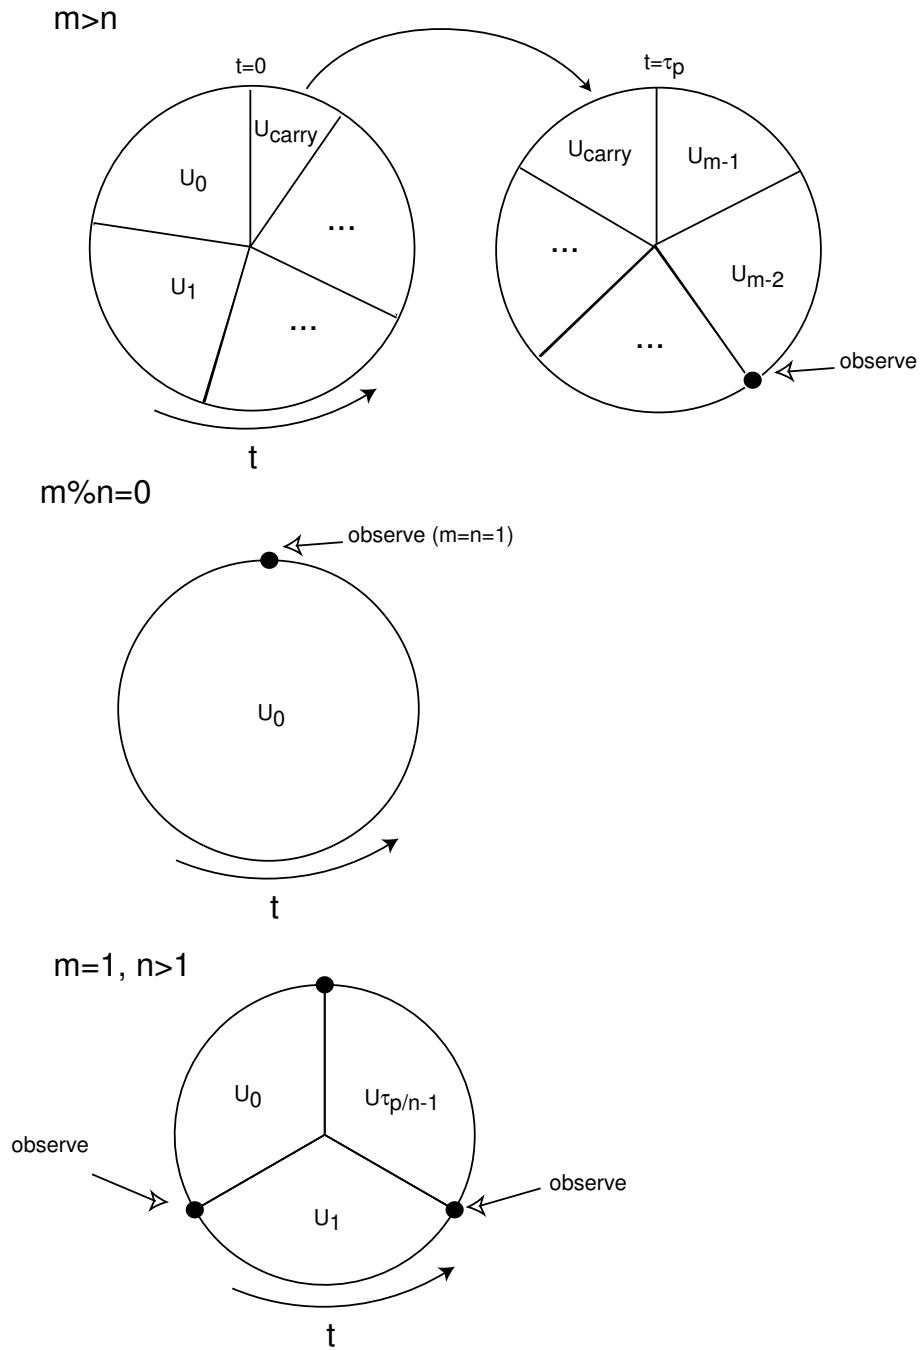 m>n
t=0
t=τp
Ucarry
U0
...
U1
...
Ucarry
Um-1
...
Um-2
...
observe
t
m%n=0
observe (m=n=1)
U0
t
m=1, n>1
U0
Uτp/n-1
observe
observe
U1
t